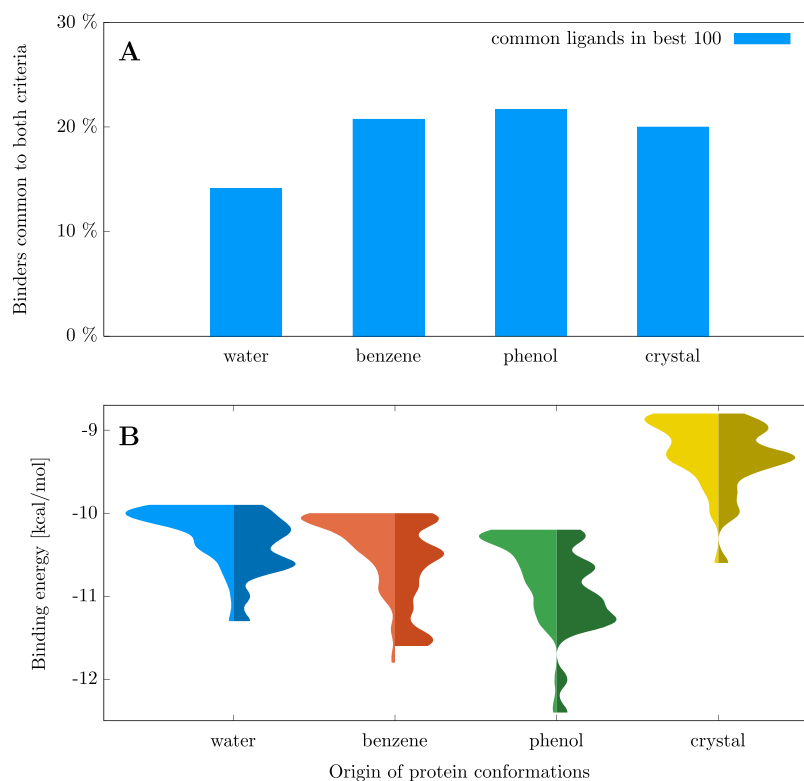 A
common ligands in best 100
Binders common to both criteria
30 %
20 %
10 %
0 %
water benzene phenol crystal
B
Binding energy [kcal/mol]
-9
-10
-11
-12
water benzene phenol crystal
Origin of protein conformations